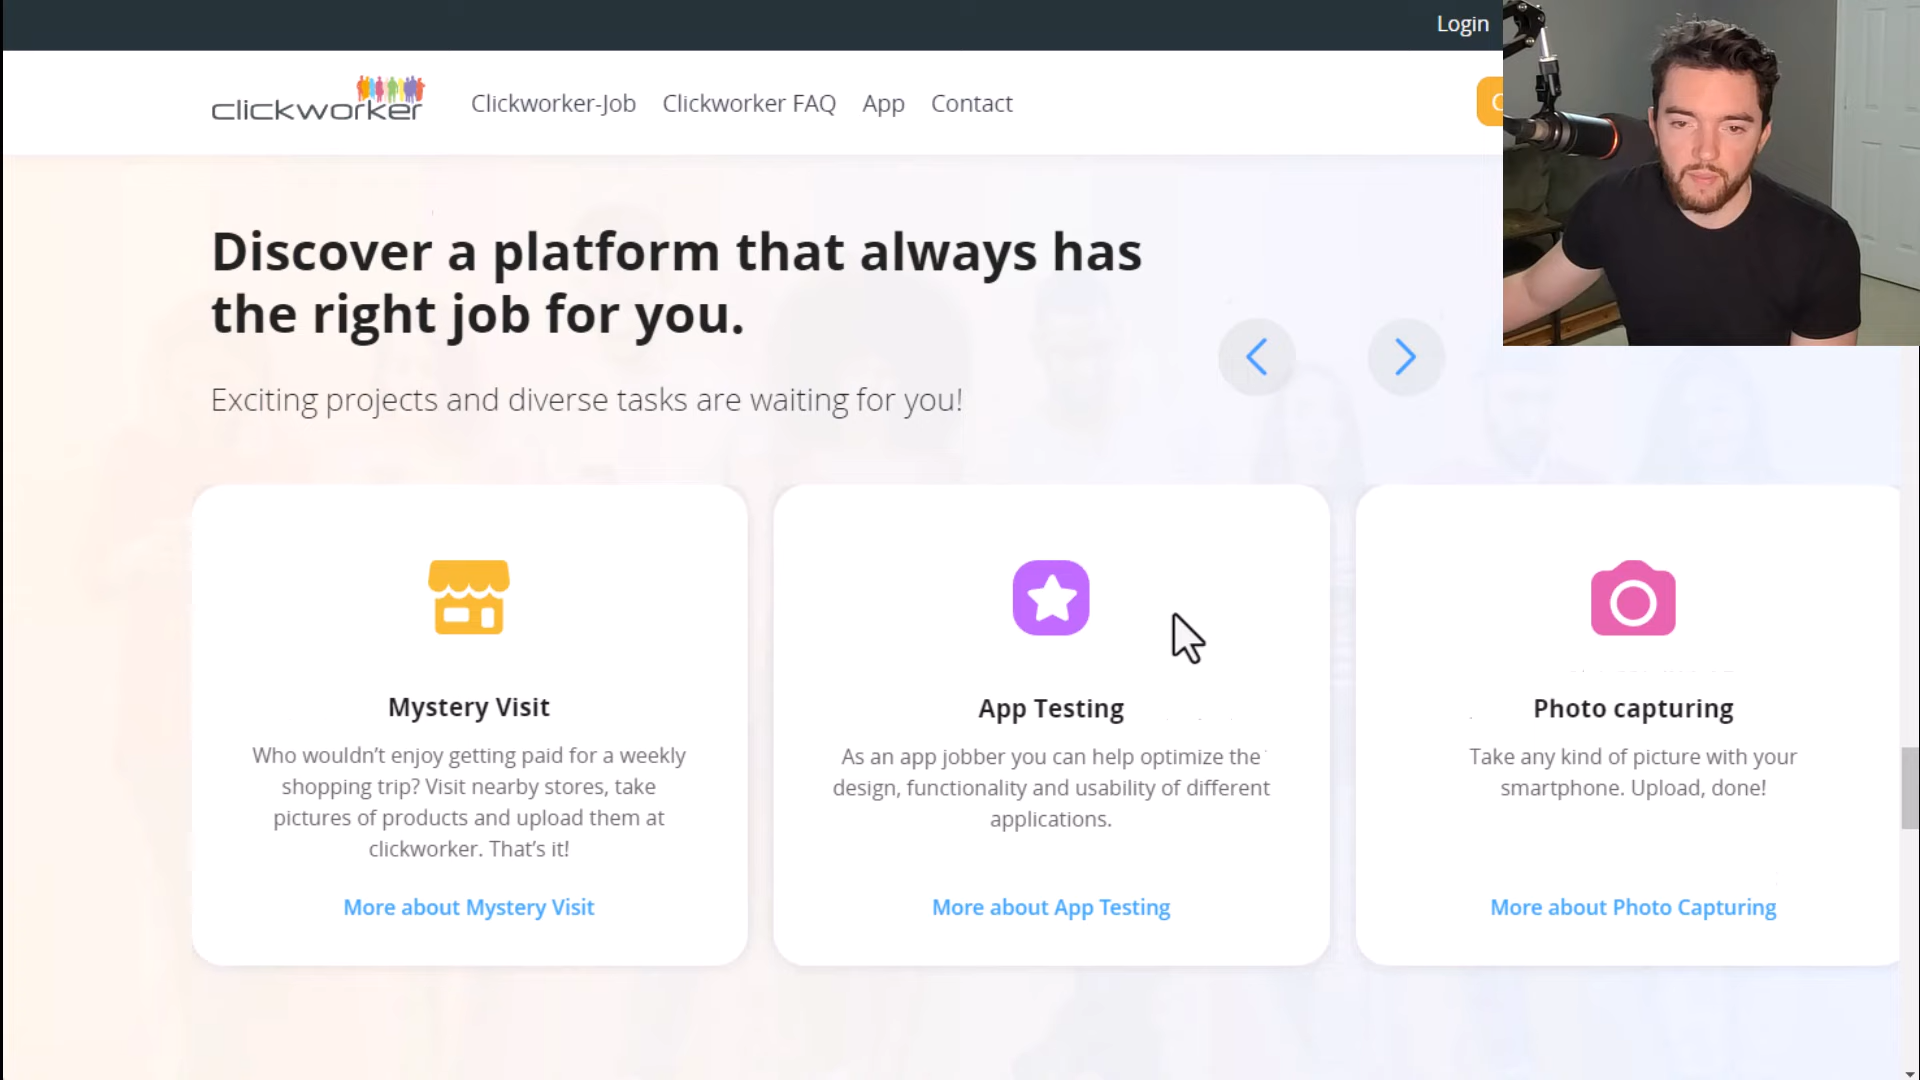 Login
clickworker
Clickworker-Job
Clickworker FAQ
App
Contact
Discover a platform that always has
the right job for you.
Exciting projects and diverse tasks are waiting for you!
Mystery Visit
Who wouldn't enjoy getting paid for a weekly
shopping trip? Visit nearby stores, take
pictures of products and upload them at
clickworker. That's it!
More about Mystery Visit
App Testing
As an app jobber you can help optimize the
design, functionality and usability of different
applications.
More about App Testing
Photo capturing
Take any kind of picture with your
smartphone. Upload, done!
More about Photo Capturing